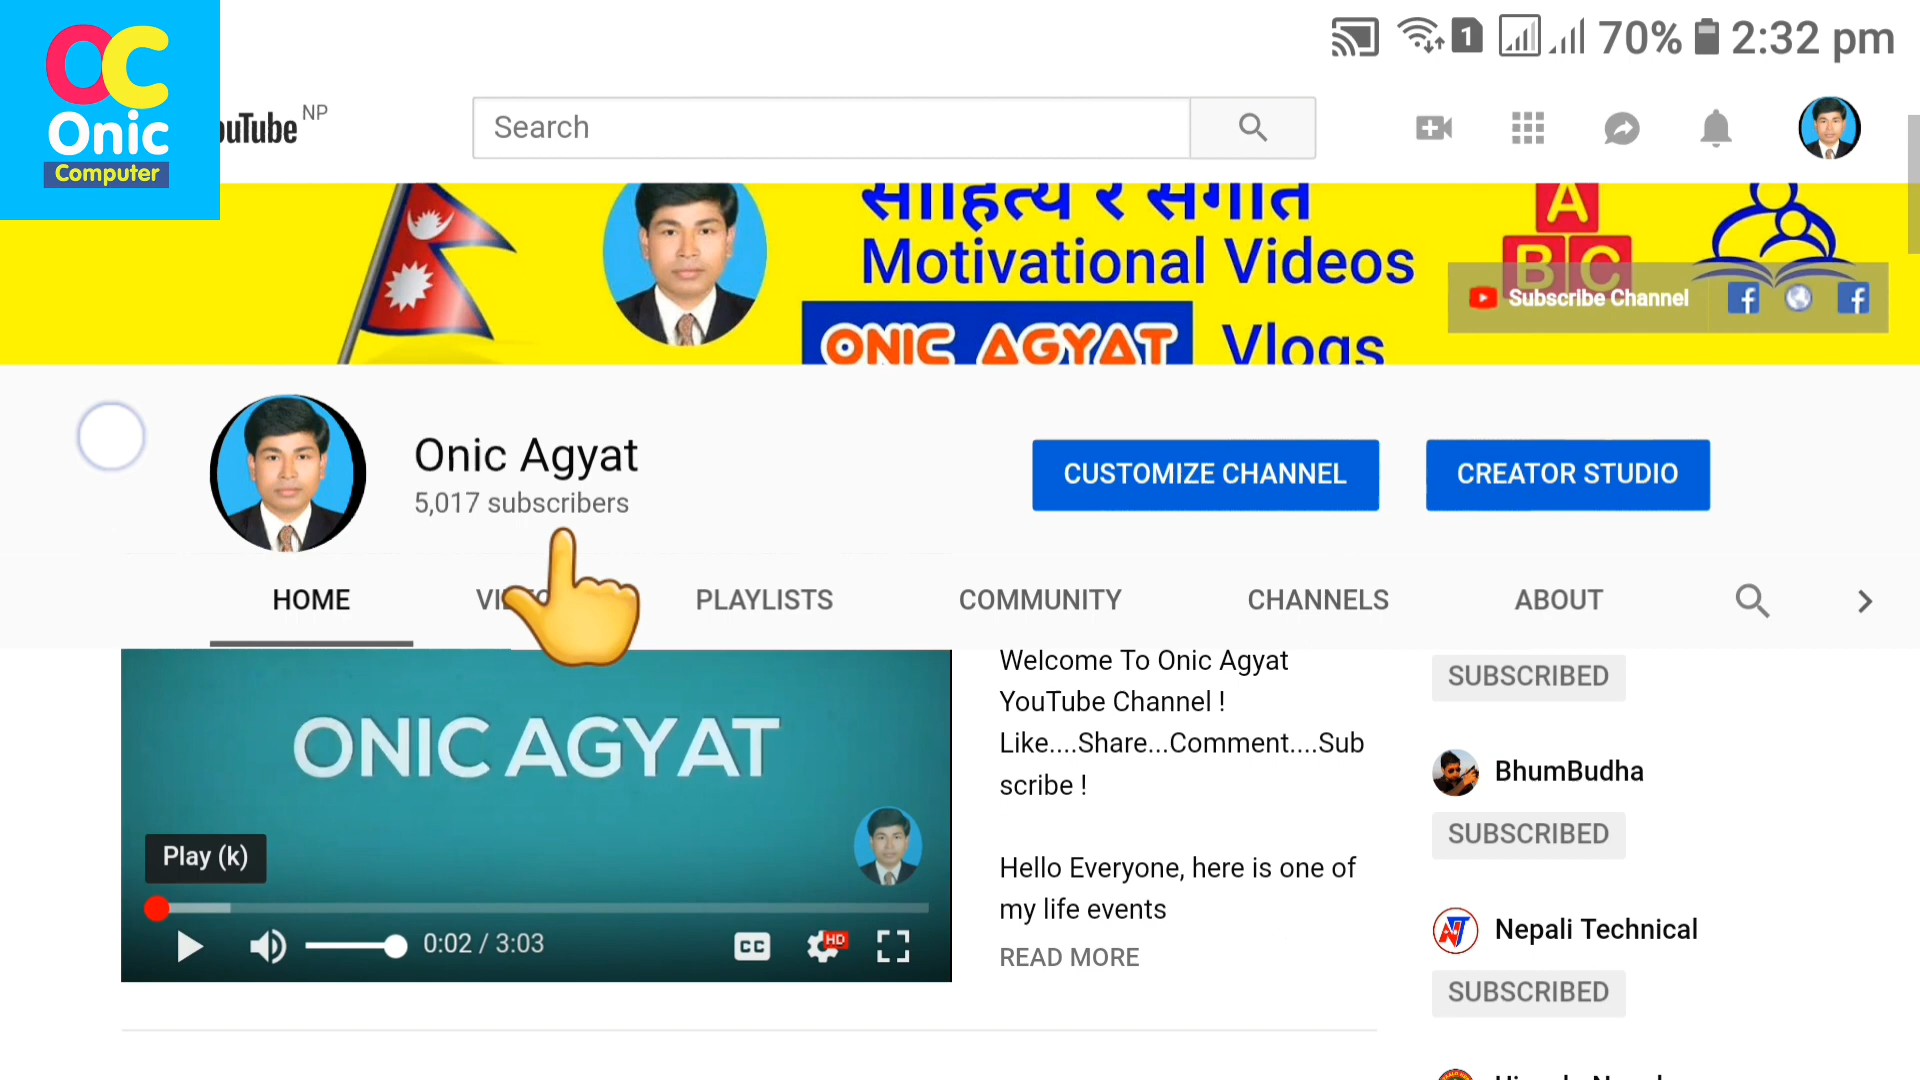 OC
Onic
Computer
1 70% 2:32 pm
ouTube NP
Search
साहित्य र संगीत
Motivational Videos
ONIC AGYAT Vlogs
A
B C
Subscribe Channel
Onic Agyat
5,017 subscribers
CUSTOMIZE CHANNEL
CREATOR STUDIO
HOME
PLAYLISTS
COMMUNITY
CHANNELS
ABOUT
ONIC AGYAT
Play (k)
0:02 / 3:03
CC
HD
Welcome To Onic Agyat
YouTube Channel !
Like....Share...Comment....Sub
scribe !
Hello Everyone, here is one of
my life events
READ MORE
SUBSCRIBED
BhumBudha
SUBSCRIBED
NT
Nepali Technical
SUBSCRIBED